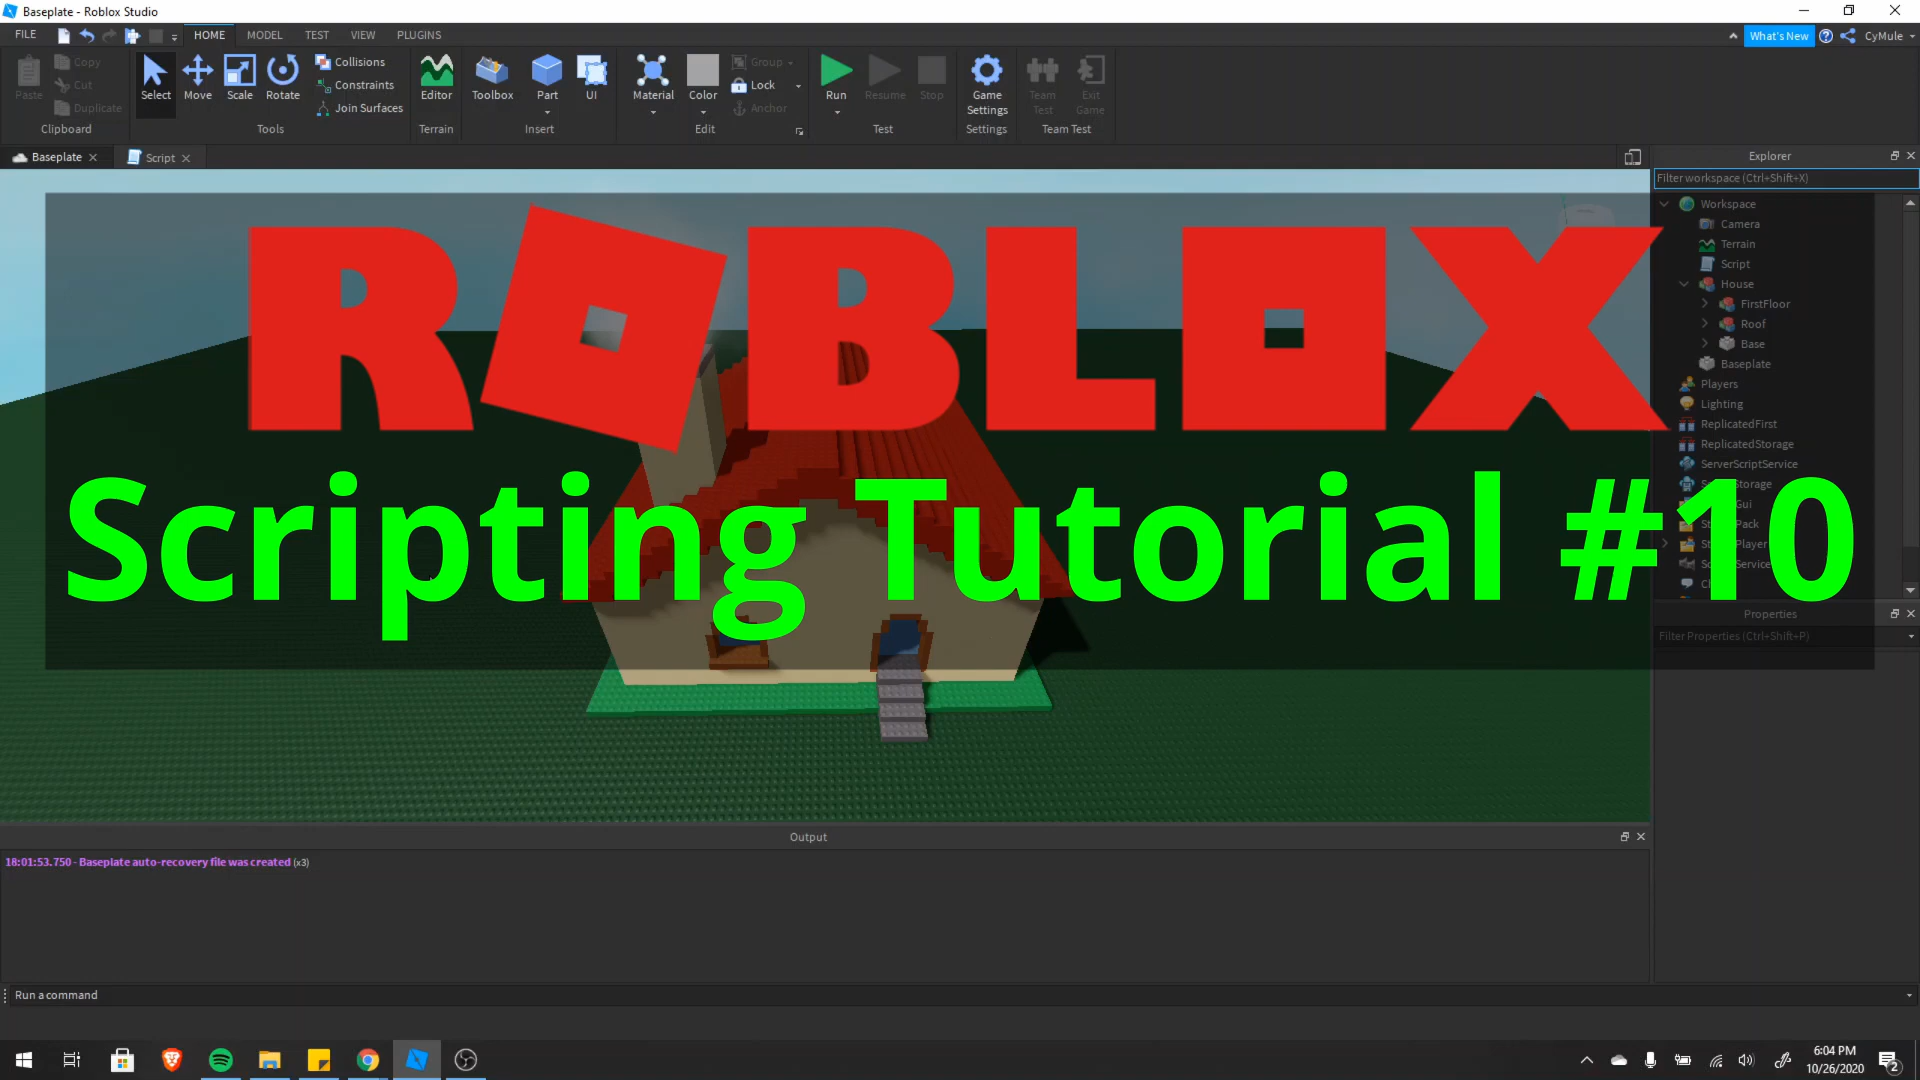 Baseplate - Roblox Studio
FILE HOME MODEL TEST VIEW PLUGINS What's New CyMule
Paste Copy Cut Duplicate Clipboard
Select Move Scale Rotate Collisions Constraints Join Surfaces Tools
Editor Terrain
Toolbox Part UI Insert
Material Color Group Lock Anchor Edit
Run Resume Stop Test
Game Settings Settings
Team Test Exit Game Team Test
Baseplate Script
Explorer
Filter workspace (Ctrl+Shift+X)
Workspace
Camera
Terrain
Script
House
FirstFloor
Roof
Base
Baseplate
Players
Lighting
ReplicatedFirst
ReplicatedStorage
ServerScriptService
ROBLOX
Scripting Tutorial #10
Properties
Filter Properties (Ctrl+Shift+P)
Output
18:01:53.750 - Baseplate auto-recovery file was created (x3)
Run a command
6:04 PM
10/26/2020
2